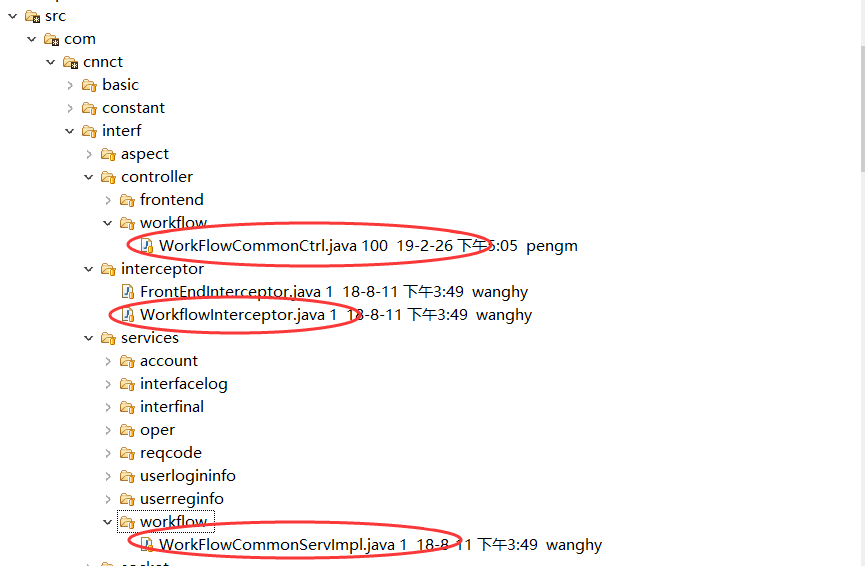 src
com
cnnct
basic
constant
interf
aspect
controller
frontend
workflow
WorkFlowCommonCtrl.java 100 19-2-26 下午5:05 pengm
interceptor
FrontEndInterceptor.java 1 18-8-11 下午3:49 wanghy
WorkflowInterceptor.java 1 18-8-11 下午3:49 wanghy
services
account
interfacelog
interfinal
oper
reqcode
userlogininfo
userreginfo
workflow
WorkFlowCommonServImpl.java 1 18-8-11 下午3:49 wanghy